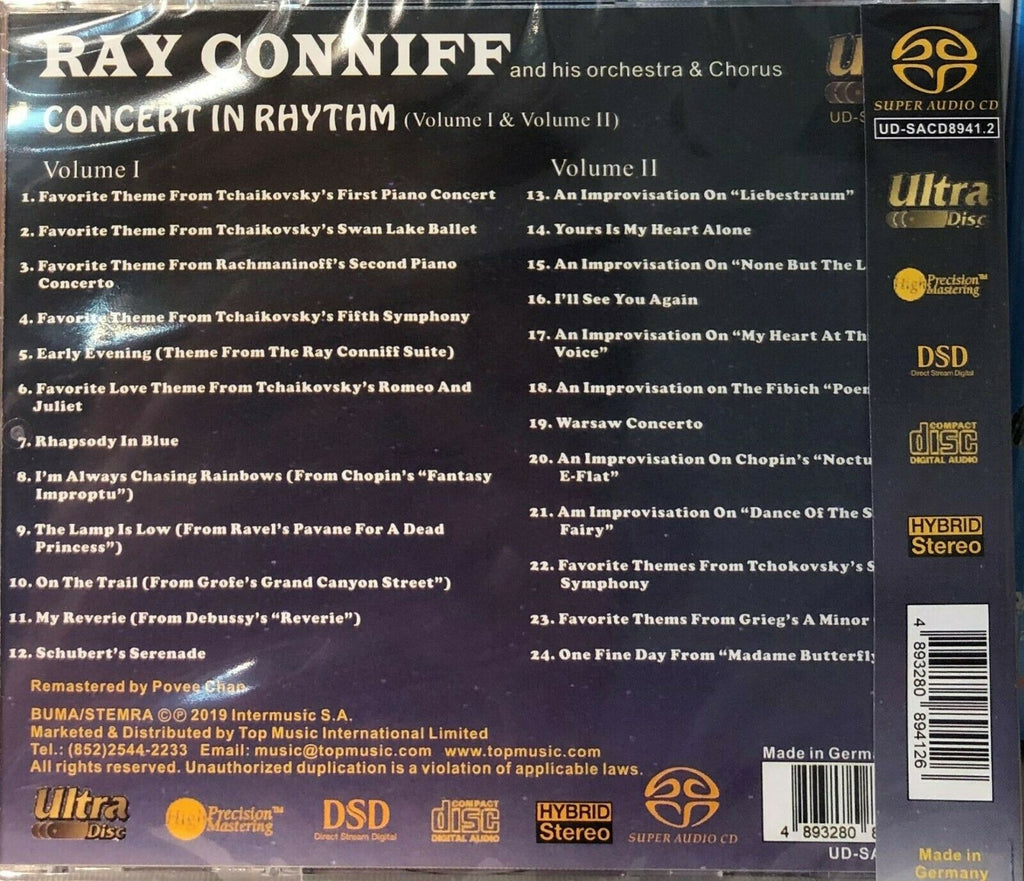 RAY CONNIFF and his orchestra & Chorus
CONCERT IN RHYTHM (Volume I & Volume II)
Volume I
1. Favorite Theme From Tchaikovsky's First Piano Concert
2. Favorite Theme From Tchaikovsky's Swan Lake Ballet
3. Favorite Theme From Rachmaninoff's Second Piano
Concerto
4. Favorite Theme From Tchaikovsky's Fifth Symphony
5. Early Evening (Theme From The Ray Conniff Suite)
6. Favorite Love Theme From Tchaikovsky's Romeo And
Juliet
7. Rhapsody In Blue
8. I'm Always Chasing Rainbows (From Chopin's "Fantasy
Improptu")
9. The Lamp Is Low (From Ravel's Pavane For A Dead
Princess")
10. On The Trail (From Grofe's Grand Canyon Street")
11. My Reverie (From Debussy's "Reverie")
12. Schubert's Serenade
Volume II
13. An Improvisation On "Liebestraum"
14. Yours Is My Heart Alone
15. An Improvisation On "None But The L
16. I'll See You Again
17. An Improvisation On "My Heart At Th
Voice"
18. An Improvisation on The Fibich "Poem
19. Warsaw Concerto
20. An Improvisation On Chopin's "Noctu
E-Flat"
21. Am Improvisation On "Dance Of The S
Fairy"
22. Favorite Themes From Tchokovsky's S
Symphony
23. Favorite Thems From Grieg's A Minor
24. One Fine Day From "Madame Butterfly
Remastered by Povee Chan
BUMA/STEMRA ©℗ 2019 Intermusic S.A.
Marketed & Distributed by Top Music International Limited
Tel.: (852)2544-2233 Email: music@topmusic.com www.topmusic.com
All rights reserved. Unauthorized duplication is a violation of applicable laws.
Ultra
Disc
High Precision™
Mastering
DSD
Direct Stream Digital
COMPACT
disc
DIGITAL AUDIO
HYBRID
Stereo
SUPER AUDIO CD
Made in Germa
4 893280 8
UD-SA
U
UD-S
SUPER AUDIO CD
UD-SACD8941.2
Ultra
Disc
High Precision™
Mastering
DSD
Direct Stream Digital
COMPACT
disc
DIGITAL AUDIO
HYBRID
Stereo
4 893280 894126
Made in
Germany